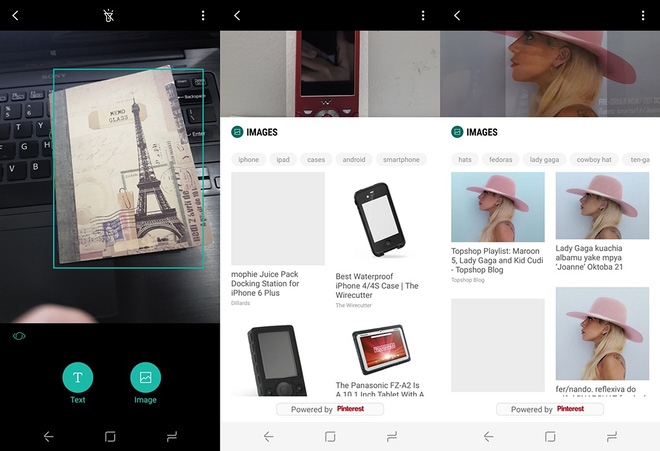 SONY
MEMO
GLASS
Backspace
Enter
Text
Image
IMAGES
iphone
ipad
cases
android
smartphone
mophie Juice Pack
Docking Station for
iPhone 6 Plus
Dillards
Best Waterproof
iPhone 4/4S Case | The
Wirecutter
The Wirecutter
The Panasonic FZ-A2 Is
A 10.1 Inch Tablet With A
Powered by Pinterest
IMAGES
hats
fedoras
lady gaga
cowboy hat
ten-ga
Topshop Playlist: Maroon
5, Lady Gaga and Kid Cudi
- Topshop Blog
Topshop Blog
Lady Gaga kuachia
albamu yake mpya
'Joanne' Oktoba 21
fer/nando. reflexiva do
Powered by Pinterest